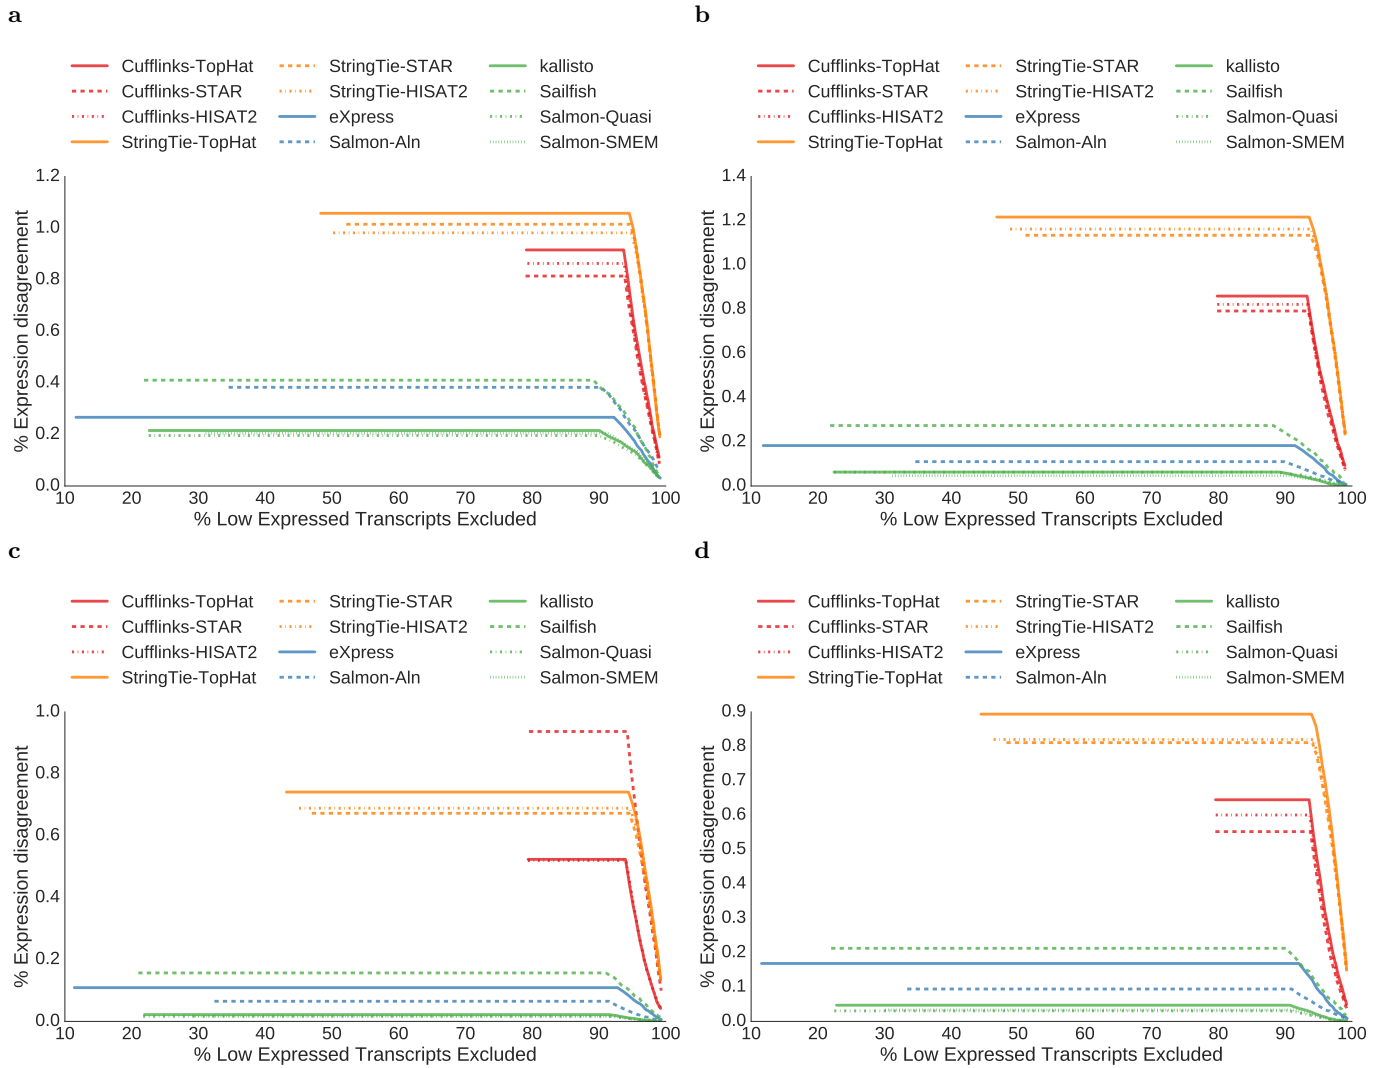 a
Cufflinks-TopHat StringTie-STAR kallisto
Cufflinks-STAR StringTie-HISAT2 Sailfish
Cufflinks-HISAT2 eXpress Salmon-Quasi
StringTie-TopHat Salmon-Aln Salmon-SMEM
1.2
1.0
0.8
0.6
0.4
0.2
0.0
% Expression disagreement
10 20 30 40 50 60 70 80 90 100
% Low Expressed Transcripts Excluded
b
Cufflinks-TopHat StringTie-STAR kallisto
Cufflinks-STAR StringTie-HISAT2 Sailfish
Cufflinks-HISAT2 eXpress Salmon-Quasi
StringTie-TopHat Salmon-Aln Salmon-SMEM
1.4
1.2
1.0
0.8
0.6
0.4
0.2
0.0
% Expression disagreement
10 20 30 40 50 60 70 80 90 100
% Low Expressed Transcripts Excluded
c
Cufflinks-TopHat StringTie-STAR kallisto
Cufflinks-STAR StringTie-HISAT2 Sailfish
Cufflinks-HISAT2 eXpress Salmon-Quasi
StringTie-TopHat Salmon-Aln Salmon-SMEM
1.0
0.8
0.6
0.4
0.2
0.0
% Expression disagreement
10 20 30 40 50 60 70 80 90 100
% Low Expressed Transcripts Excluded
d
Cufflinks-TopHat StringTie-STAR kallisto
Cufflinks-STAR StringTie-HISAT2 Sailfish
Cufflinks-HISAT2 eXpress Salmon-Quasi
StringTie-TopHat Salmon-Aln Salmon-SMEM
0.9
0.8
0.7
0.6
0.5
0.4
0.3
0.2
0.1
0.0
% Expression disagreement
10 20 30 40 50 60 70 80 90 100
% Low Expressed Transcripts Excluded